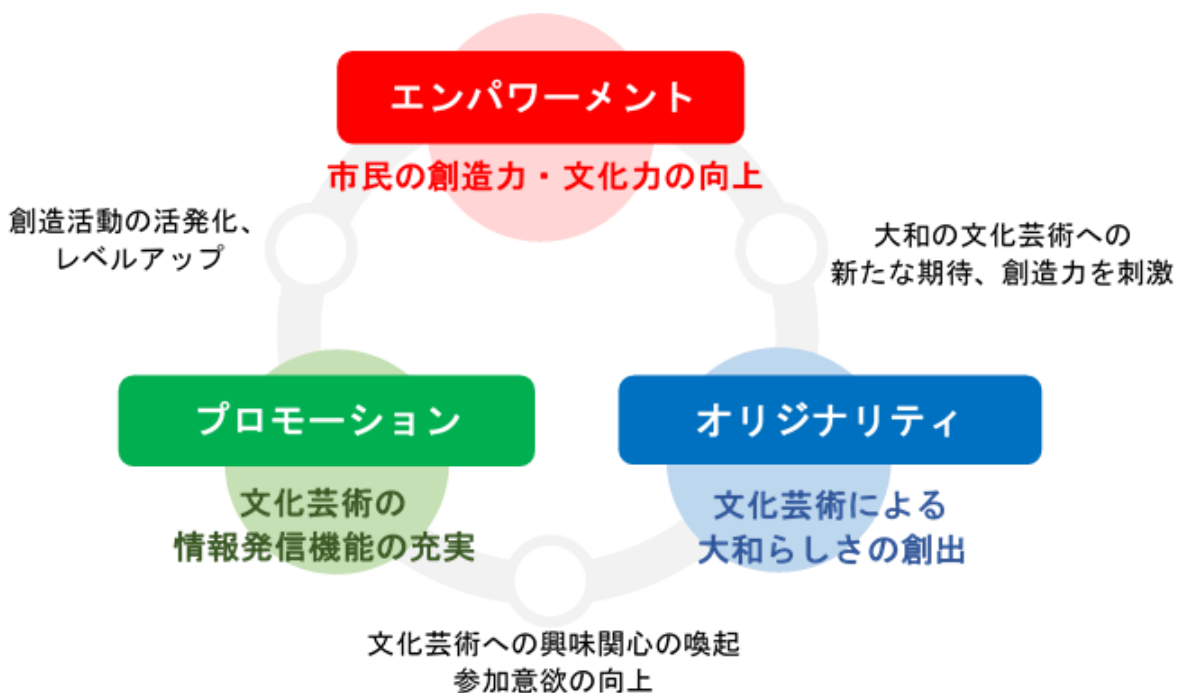 エンパワーメント
市民の創造力・文化力の向上
創造活動の活発化、
レベルアップ
大和の文化芸術への
新たな期待、創造力を刺激
プロモーション
文化芸術の
情報発信機能の充実
オリジナリティ
文化芸術による
大和らしさの創出
文化芸術への興味関心の喚起
参加意欲の向上